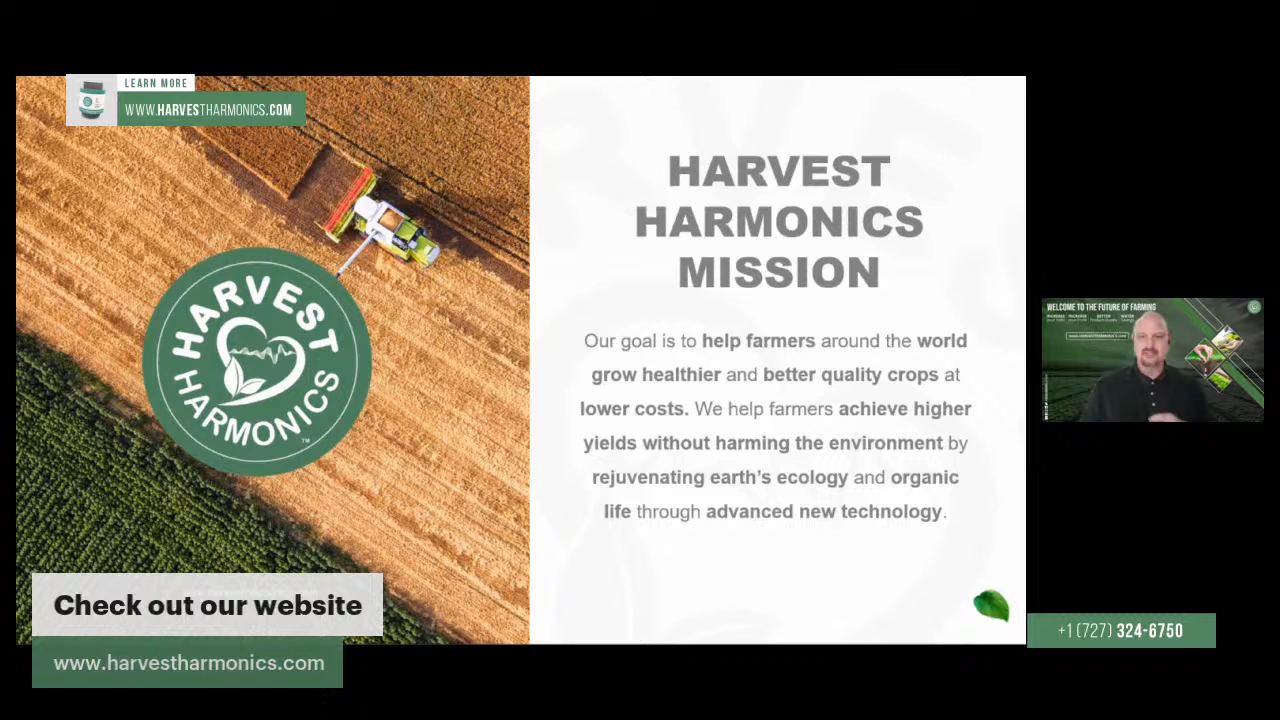 LEARN MORE
WWW.HARVESTHARMONICS.COM
HARVEST
HARMONICS
™
HARVEST
HARMONICS
MISSION
Our goal is to help farmers around the world
grow healthier and better quality crops at
lower costs. We help farmers achieve higher
yields without harming the environment by
rejuvenating earth's ecology and organic
life through advanced new technology.
WELCOME TO THE FUTURE OF FARMING
Check out our website
www.harvestharmonics.com
+1 (727) 324-6750